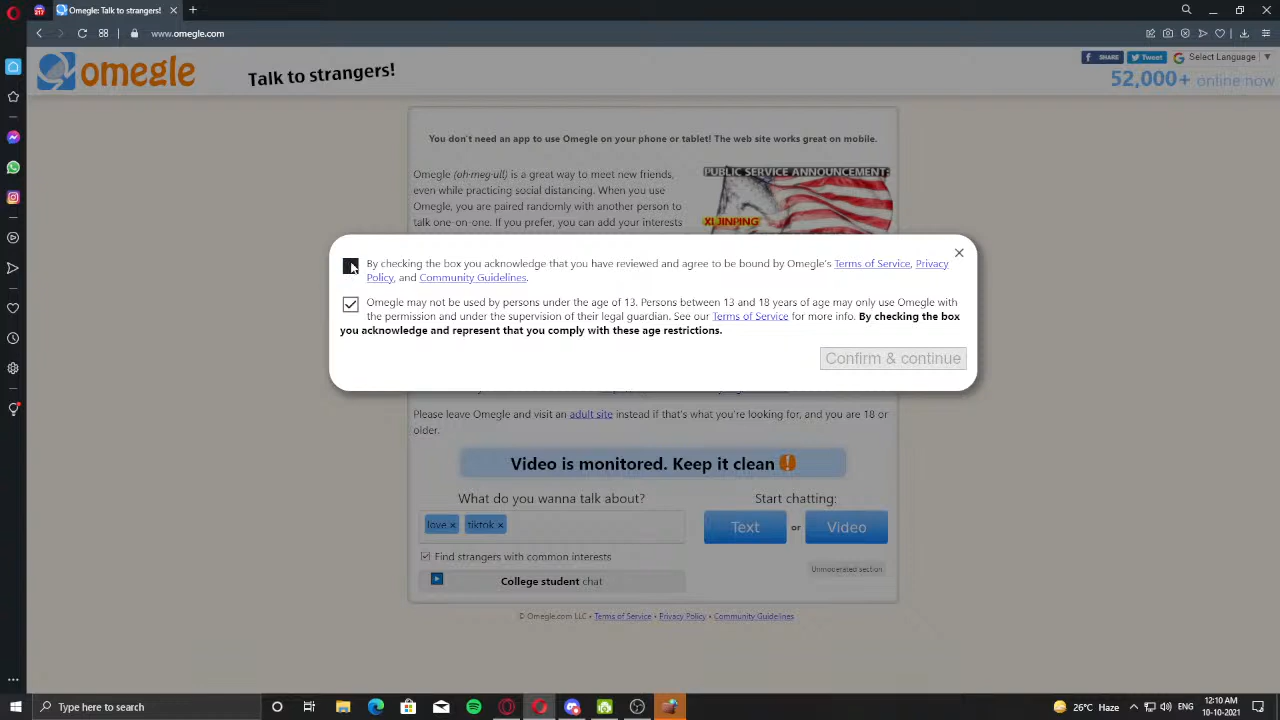 217
Omegle: Talk to strangers!
www.omegle.com
omegle
Talk to strangers!
SHARE
Tweet
Select Language
52,000+ online now
You don't need an app to use Omegle on your phone or tablet! The web site works great on mobile.
Omegle (oh-meg-ull) is a great way to meet new friends,
even while practicing social distancing. When you use
Omegle, you are paired randomly with another person to
talk one-on-one. If you prefer, you can add your interests
PUBLIC SERVICE ANNOUNCEMENT:
XI JINPING
By checking the box you acknowledge that you have reviewed and agree to be bound by Omegle's Terms of Service, Privacy
Policy, and Community Guidelines.
Omegle may not be used by persons under the age of 13. Persons between 13 and 18 years of age may only use Omegle with
the permission and under the supervision of their legal guardian. See our Terms of Service for more info. By checking the box
you acknowledge and represent that you comply with these age restrictions.
Confirm & continue
Please leave Omegle and visit an adult site instead if that's what you're looking for, and you are 18 or
older.
Video is monitored. Keep it clean
What do you wanna talk about?
Start chatting:
love × tiktok ×
Text or Video
Find strangers with common interests
Unmoderated section
College student chat
© Omegle.com LLC • Terms of Service • Privacy Policy • Community Guidelines
Type here to search
26°C Haze
12:10 AM
10-10-2021